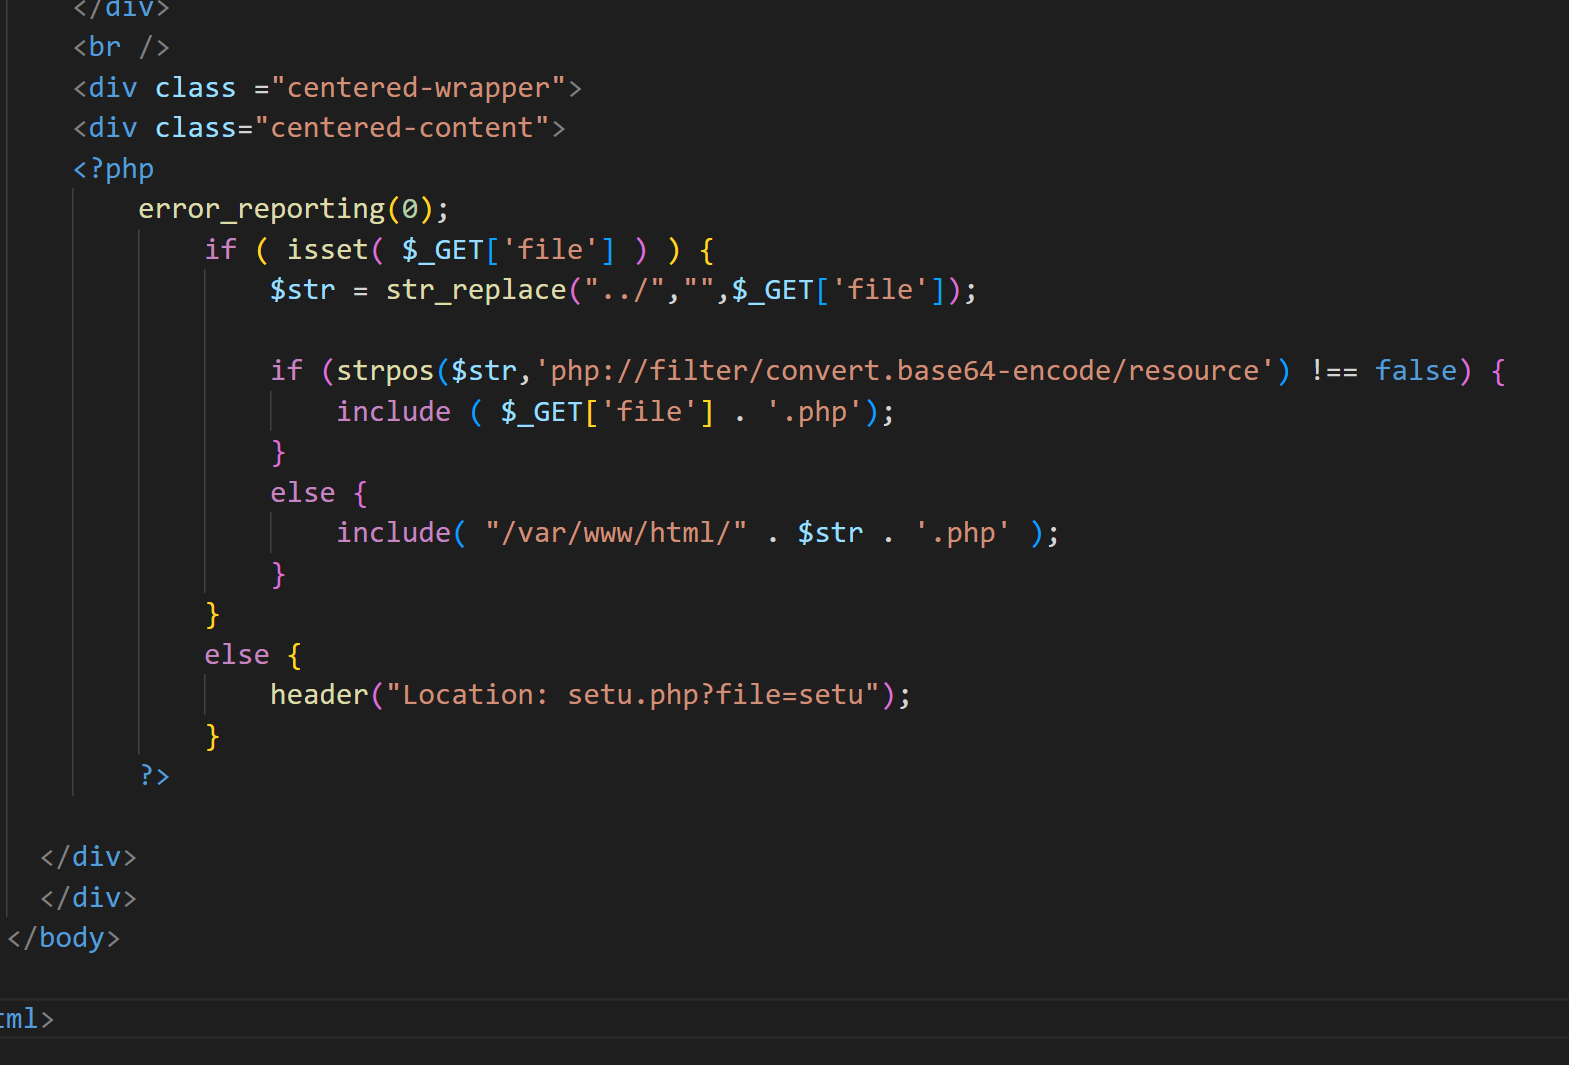 </div>
<br />
<div class ="centered-wrapper">
<div class="centered-content">
<?php
error_reporting(0);
if ( isset( $_GET['file'] ) ) {
$str = str_replace("../","",$_GET['file']);
if (strpos($str,'php://filter/convert.base64-encode/resource') !== false) {
include ( $_GET['file'] . '.php');
}
else {
include( "/var/www/html/" . $str . '.php' );
}
}
else {
header("Location: setu.php?file=setu");
}
?>
</div>
</div>
</body>
tml>